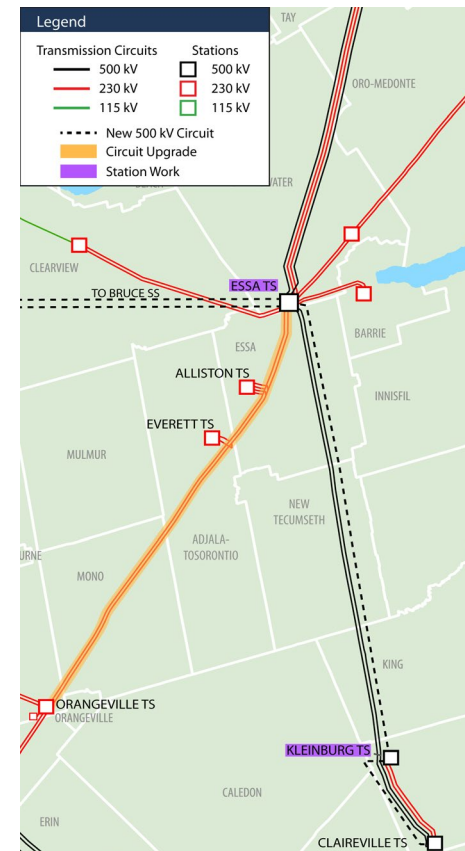 Legend
Transmission Circuits
Stations
500 kV
500 kV
230 kV
230 kV
115 kV
115 kV
New 500 kV Circuit
Circuit Upgrade
Station Work
TAY
ORO-MEDONTE
WATER
CLEARVIEW
ESSA TS
TO BRUCE SS
BARRIE
ESSA
ALLISTON TS
INNISFIL
EVERETT TS
MULMUR
NEW
TECUMSETH
ADJALA-
TOSORONTIO
URNE
MONO
KING
ORANGEVILLE TS
ORANGEVILLE
KLEINBURG TS
CALEDON
ERIN
CLAIREVILLE TS